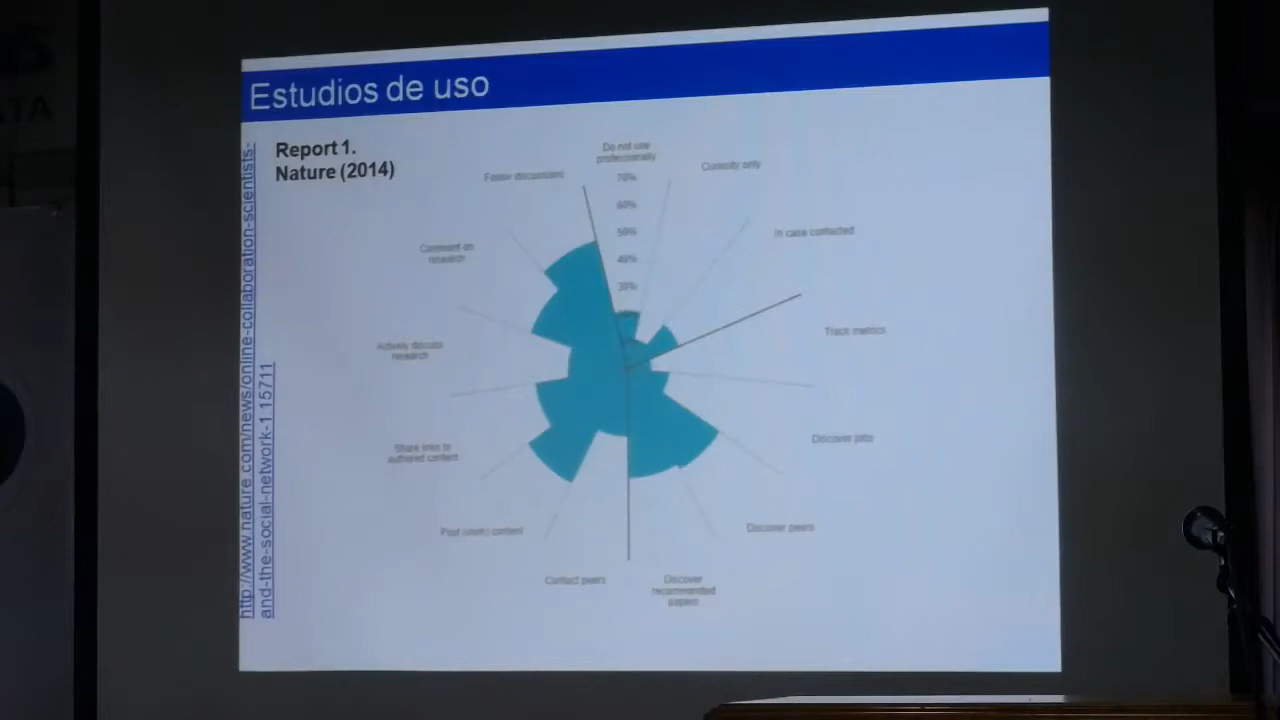 Estudios de uso
Report 1.
Nature (2014)
http://www.nature.com/news/online-collaboration-scientists-
and-the-social-network-1.15711
Do not use
professionally
Curiosity only
In case contacted
Track metrics
Discover jobs
Discover peers
Discover
recommended
papers
Contact peers
Post (work) content
Share links to
authored content
Actively discuss
research
Comment on
research
Follow discussions
70%
60%
50%
40%
30%